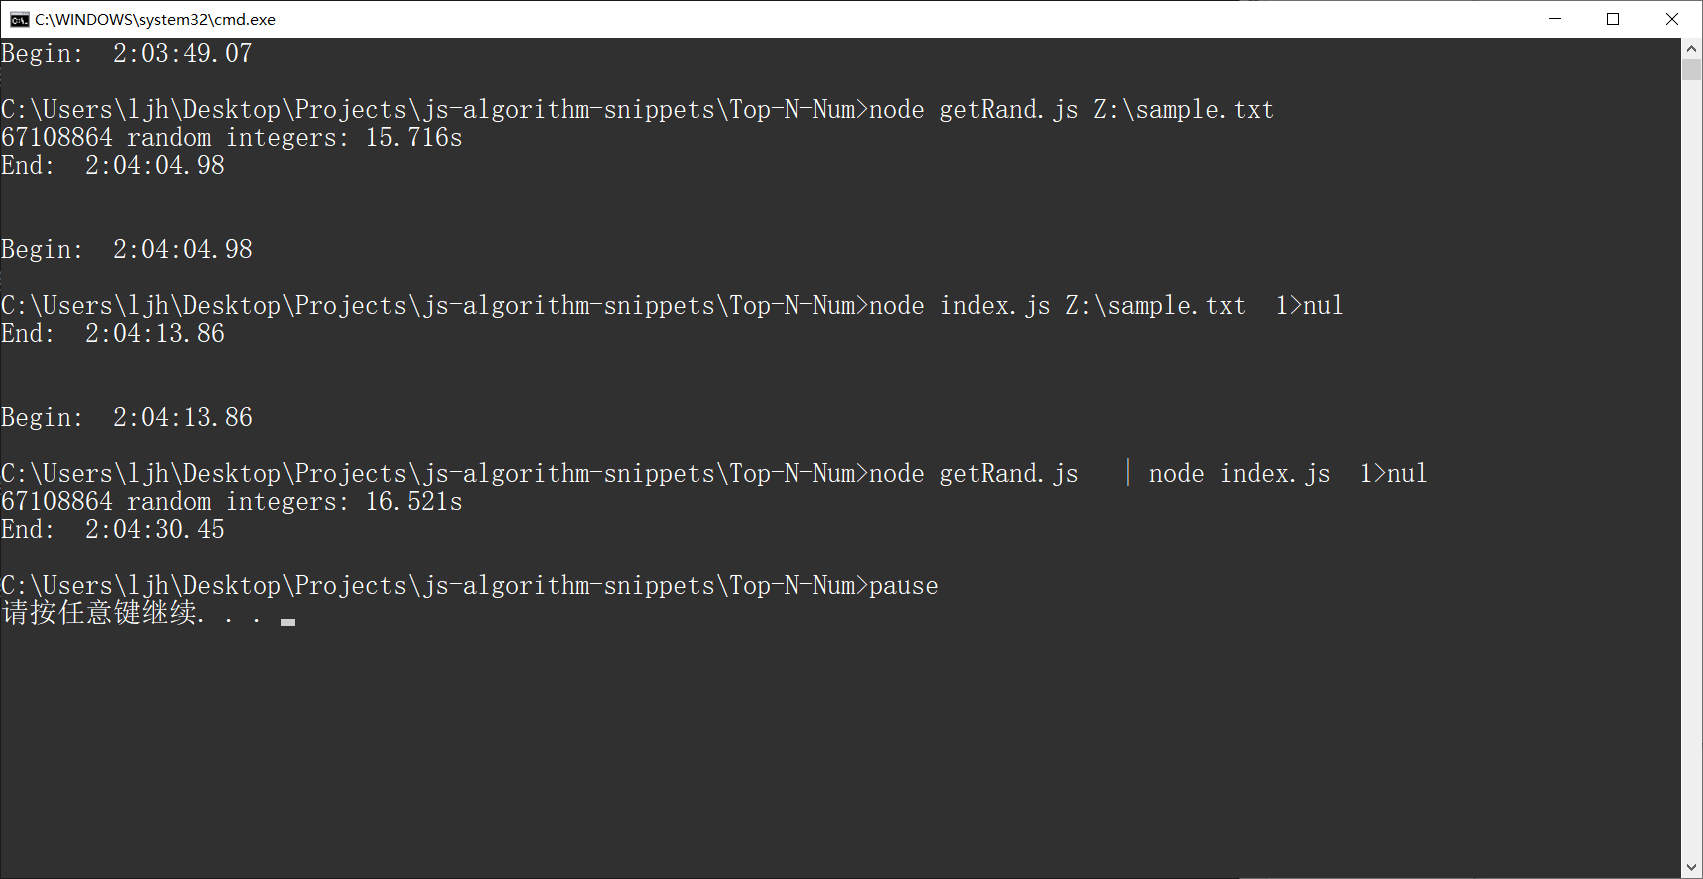 C:\WINDOWS\system32\cmd.exe
Begin:  2:03:49.07
C:\Users\ljh\Desktop\Projects\js-algorithm-snippets\Top-N-Num>node getRand.js Z:\sample.txt
67108864 random integers: 15.716s
End:  2:04:04.98
Begin:  2:04:04.98
C:\Users\ljh\Desktop\Projects\js-algorithm-snippets\Top-N-Num>node index.js Z:\sample.txt  1>nul
End:  2:04:13.86
Begin:  2:04:13.86
C:\Users\ljh\Desktop\Projects\js-algorithm-snippets\Top-N-Num>node getRand.js   | node index.js  1>nul
67108864 random integers: 16.521s
End:  2:04:30.45
C:\Users\ljh\Desktop\Projects\js-algorithm-snippets\Top-N-Num>pause
请按任意键继续. . .